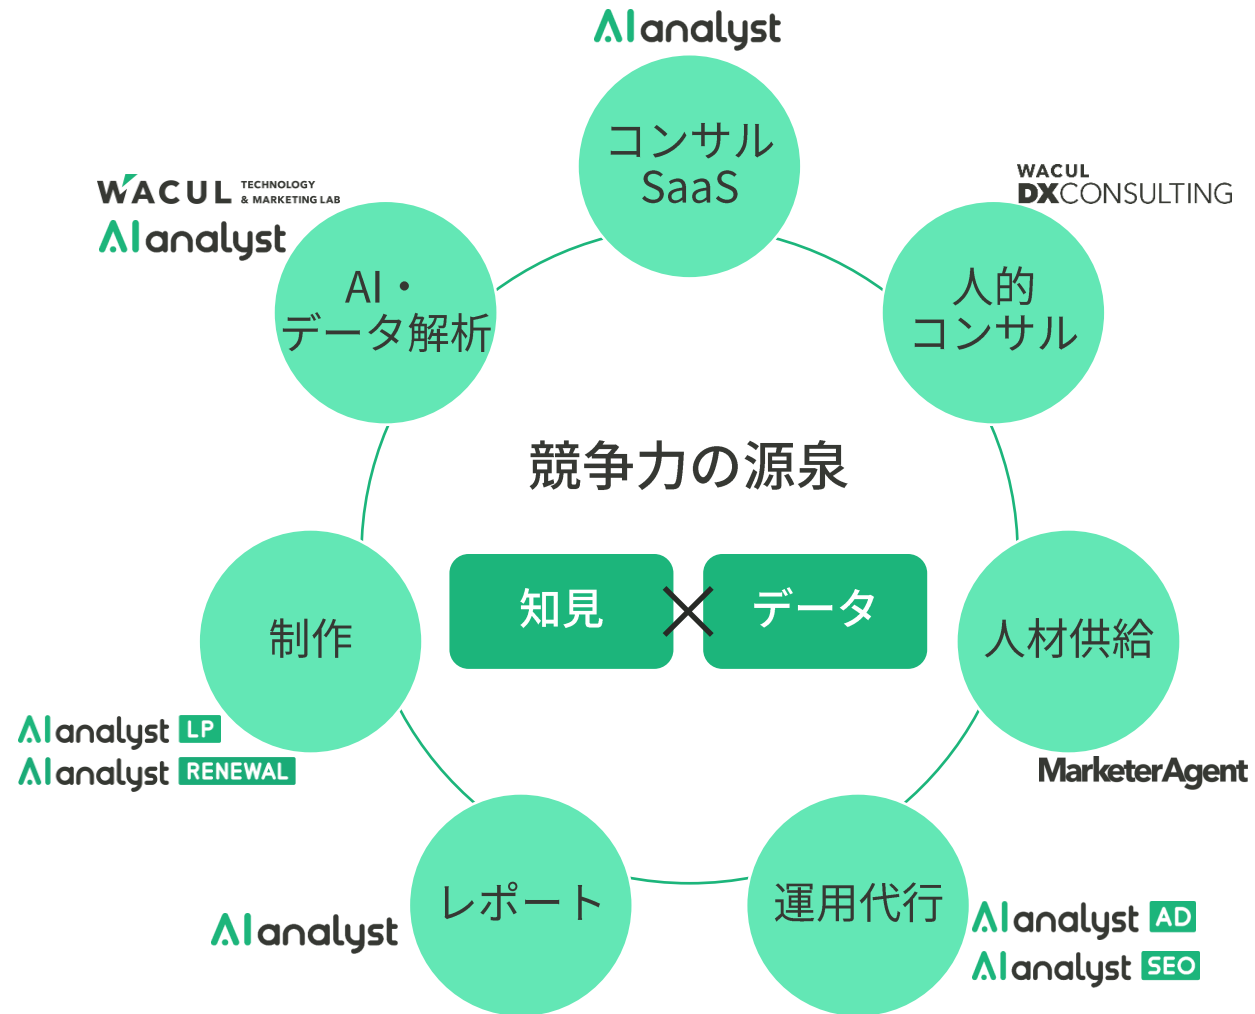 AI analyst
コンサル
SaaS
WACUL TECHNOLOGY
& MARKETING LAB
AI analyst
AI・
データ解析
WACUL
DX CONSULTING
人的
コンサル
競争力の源泉
知見 × データ
制作
AI analyst LP
AI analyst RENEWAL
人材供給
MarketerAgent
レポート
AI analyst
運用代行
AI analyst AD
AI analyst SEO